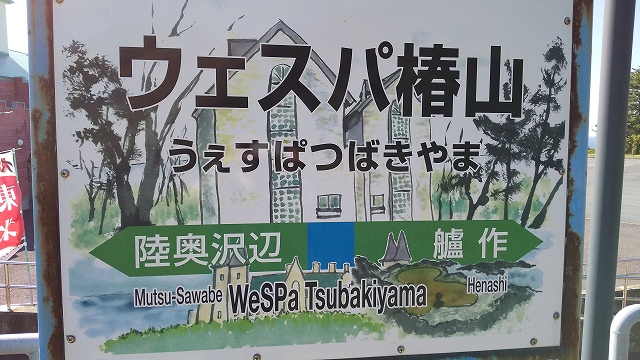 ウェスパ椿山
うぇすぱつばきやま
陸奥沢辺
艫作
Mutsu-Sawabe
WeSPa Tsubakiyama
Henashi
東